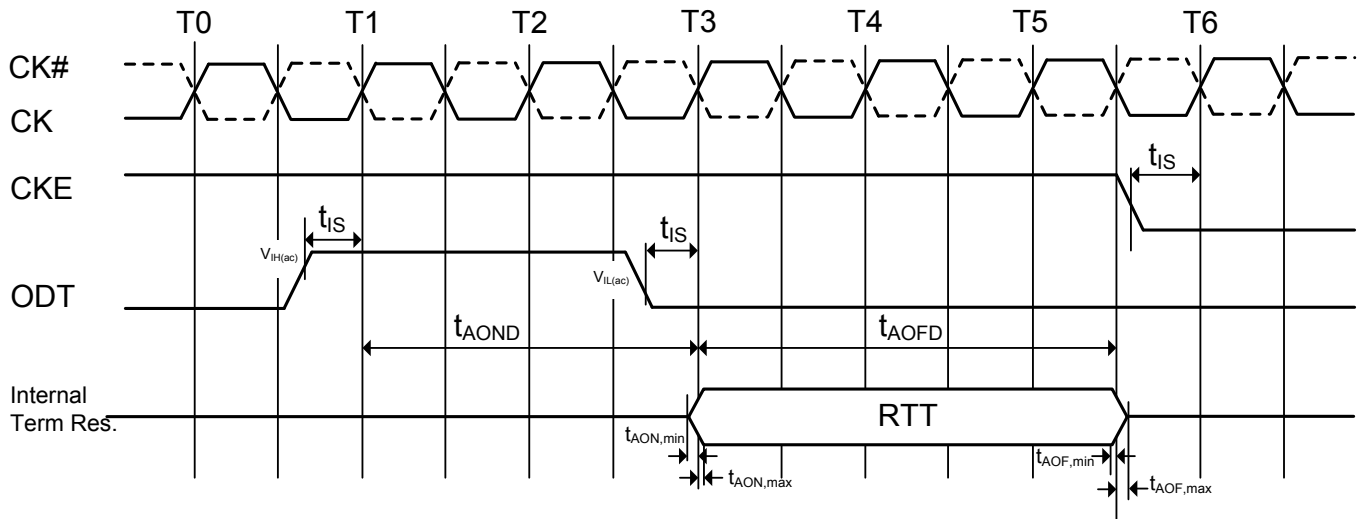 T0 T1 T2 T3 T4 T5 T6
CK#
CK
CKE
tIS
tIS
tIS
VIH(ac)
VIL(ac)
ODT
tAOND
tAOFD
Internal
Term Res.
RTT
tAON,min
tAOF,min
tAON,max
tAOF,max